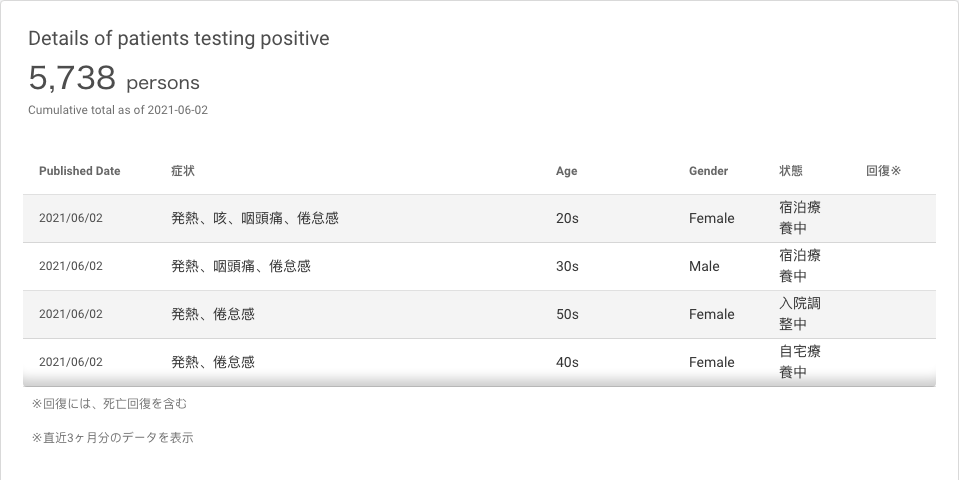 Details of patients testing positive
5,738 persons
Cumulative total as of 2021-06-02
Published Date 症状 Age Gender 状態 回復※
2021/06/02 発熱、咳、咽頭痛、倦怠感 20s Female 宿泊療
養中
2021/06/02 発熱、咽頭痛、倦怠感 30s Male 宿泊療
養中
2021/06/02 発熱、倦怠感 50s Female 入院調
整中
2021/06/02 発熱、倦怠感 40s Female 自宅療
養中
※回復には、死亡回復を含む
※直近3ヶ月分のデータを表示